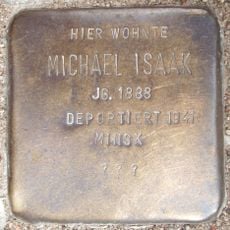 HIER WOHNTE
MICHAEL ISAAK
JG. 1888
DEPORTIERT 1941
MINSK
? ? ?